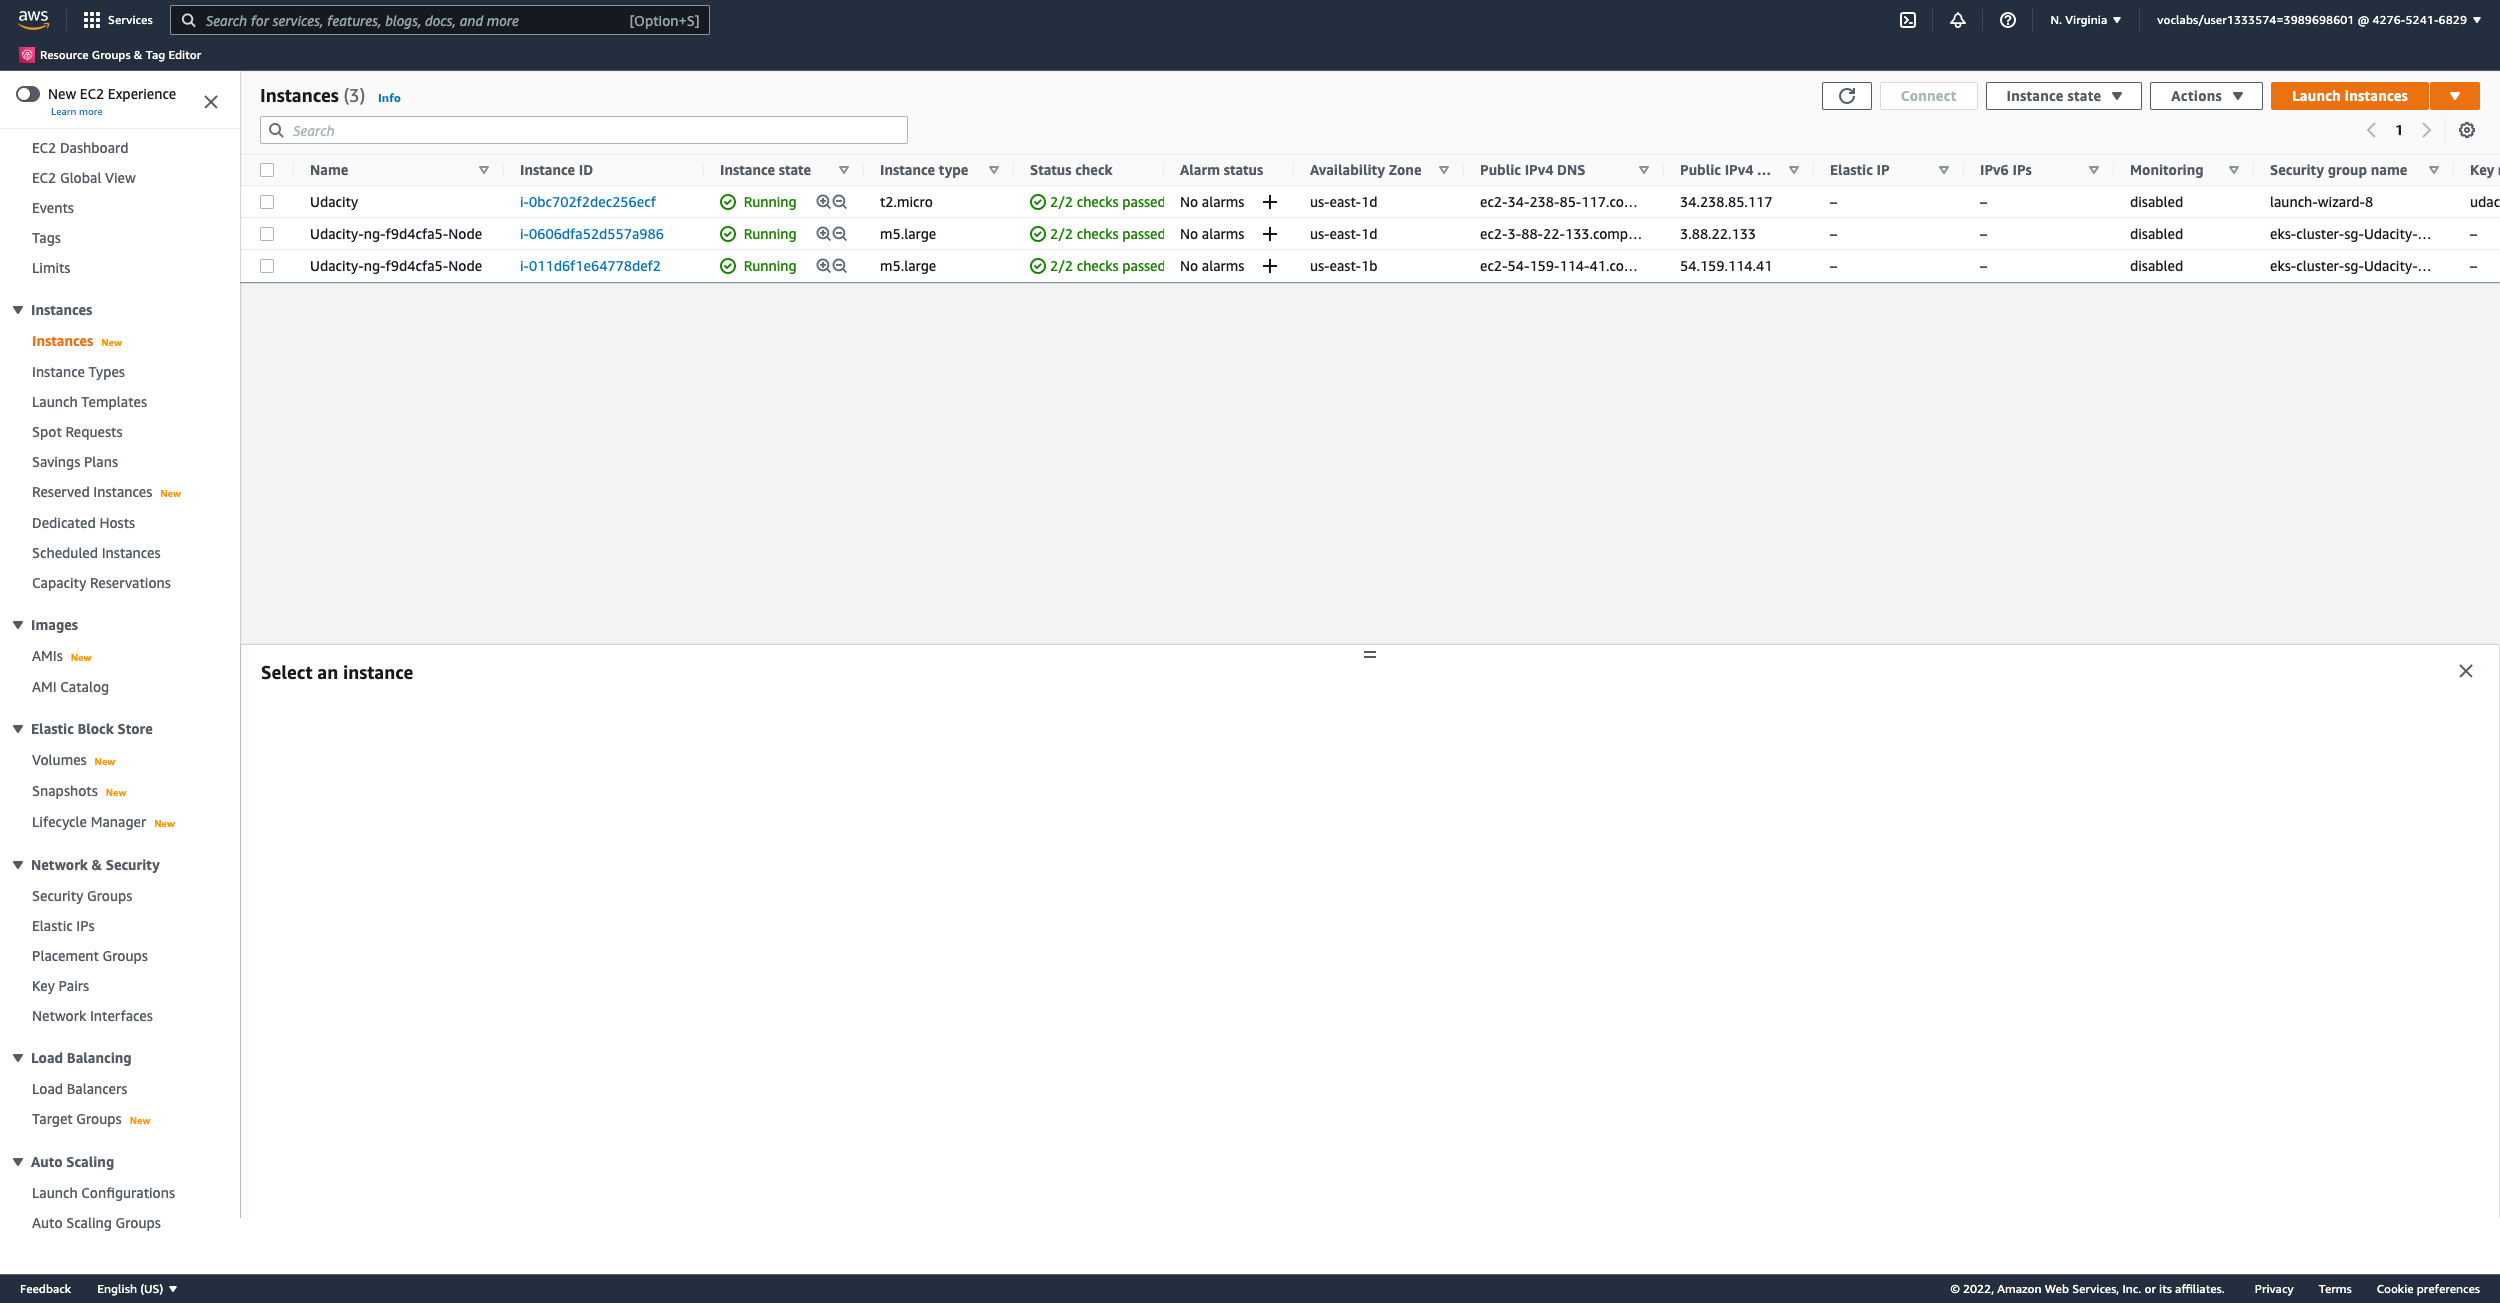 aws Services Search for services, features, blogs, docs, and more [Option+S] N. Virginia voclabs/user1333574=3989698601 @ 4276-5241-6829
Resource Groups & Tag Editor
New EC2 Experience
Learn more
EC2 Dashboard
EC2 Global View
Events
Tags
Limits
Instances
Instances New
Instance Types
Launch Templates
Spot Requests
Savings Plans
Reserved Instances New
Dedicated Hosts
Scheduled Instances
Capacity Reservations
Images
AMIs New
AMI Catalog
Elastic Block Store
Volumes New
Snapshots New
Lifecycle Manager New
Network & Security
Security Groups
Elastic IPs
Placement Groups
Key Pairs
Network Interfaces
Load Balancing
Load Balancers
Target Groups New
Auto Scaling
Launch Configurations
Auto Scaling Groups
Instances (3) Info Connect Instance state Actions Launch instances
Search 1
Name Instance ID Instance state Instance type Status check Alarm status Availability Zone Public IPv4 DNS Public IPv4 ... Elastic IP IPv6 IPs Monitoring Security group name Key
Udacity i-0bc702f2dec256ecf Running t2.micro 2/2 checks passed No alarms us-east-1d ec2-34-238-85-117.co... 34.238.85.117 – – disabled launch-wizard-8 udac
Udacity-ng-f9d4cfa5-Node i-0606dfa52d557a986 Running m5.large 2/2 checks passed No alarms us-east-1d ec2-3-88-22-133.comp... 3.88.22.133 – – disabled eks-cluster-sg-Udacity-... –
Udacity-ng-f9d4cfa5-Node i-011d6f1e64778def2 Running m5.large 2/2 checks passed No alarms us-east-1b ec2-54-159-114-41.co... 54.159.114.41 – – disabled eks-cluster-sg-Udacity-... –
Select an instance
Feedback English (US) © 2022, Amazon Web Services, Inc. or its affiliates. Privacy Terms Cookie preferences